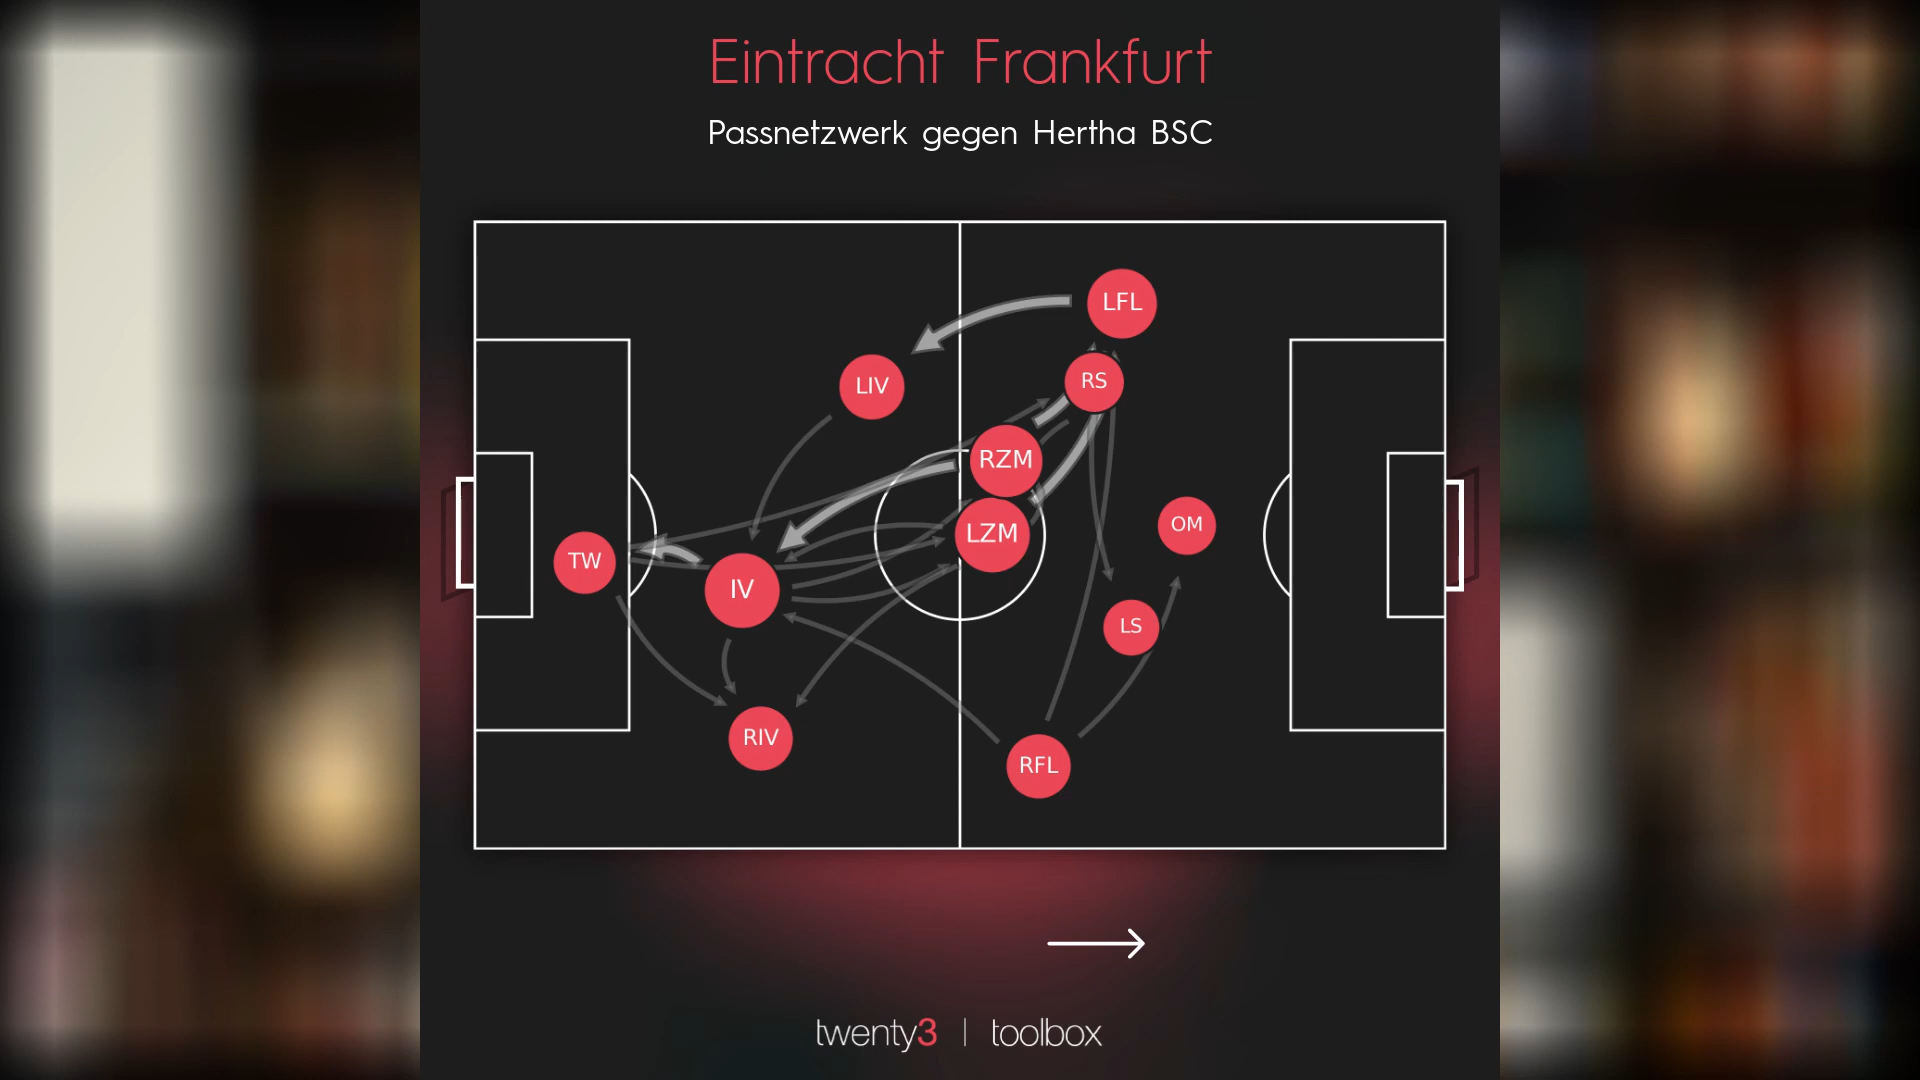 Eintracht Frankfurt
Passnetzwerk gegen Hertha BSC
LFL
RS
LIV
RZM
OM
LZM
TW
IV
LS
RIV
RFL
twenty3 | toolbox